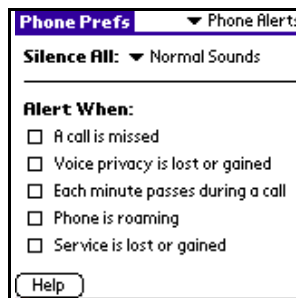 Phone Prefs Phone Alerts
Silence All: Normal Sounds
Alert When:
A call is missed
Voice privacy is lost or gained
Each minute passes during a call
Phone is roaming
Service is lost or gained
Help